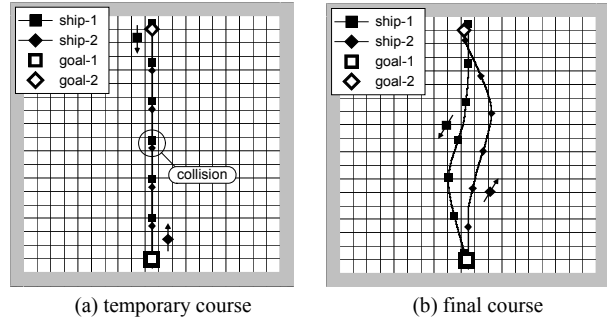 ship-1
ship-2
goal-1
goal-2
collision
(a) temporary course
ship-1
ship-2
goal-1
goal-2
(b) final course